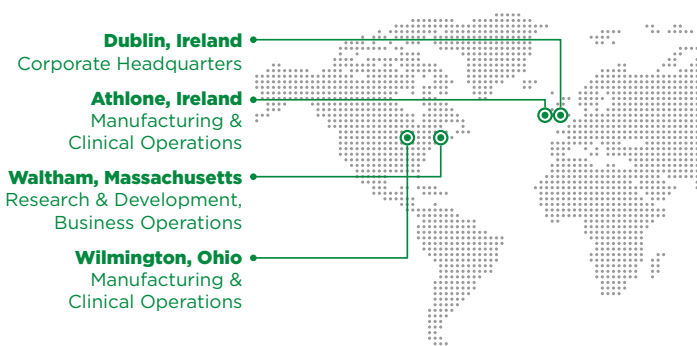 Dublin, Ireland
Corporate Headquarters
Athlone, Ireland
Manufacturing &
Clinical Operations
Waltham, Massachusetts
Research & Development,
Business Operations
Wilmington, Ohio
Manufacturing &
Clinical Operations